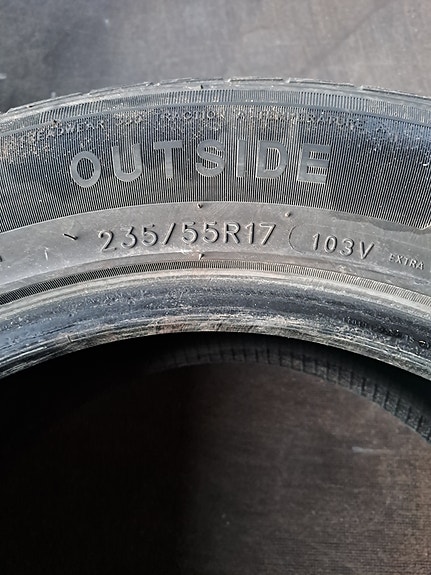 TREADWEAR TRACTION TEMPERATURE
OUTSIDE
235/55R17 103V EXTRA